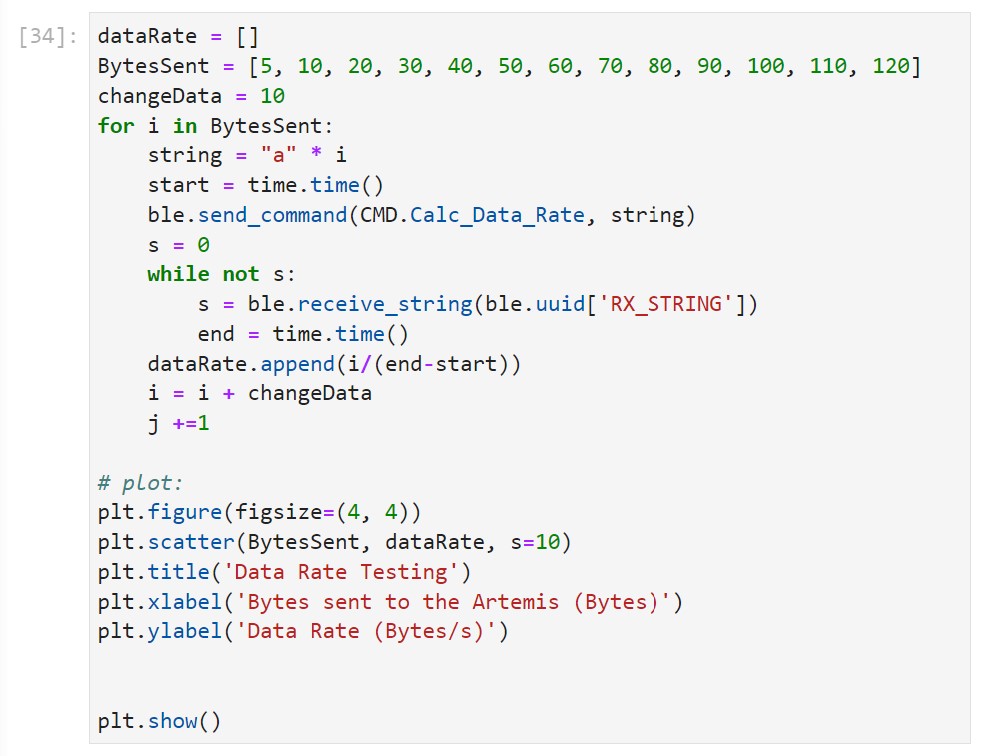 [34]: dataRate = []
BytesSent = [5, 10, 20, 30, 40, 50, 60, 70, 80, 90, 100, 110, 120]
changeData = 10
for i in BytesSent:
    string = "a" * i
    start = time.time()
    ble.send_command(CMD.Calc_Data_Rate, string)
    s = 0
    while not s:
        s = ble.receive_string(ble.uuid['RX_STRING'])
        end = time.time()
    dataRate.append(i/(end-start))
    i = i + changeData
    j +=1
# plot:
plt.figure(figsize=(4, 4))
plt.scatter(BytesSent, dataRate, s=10)
plt.title('Data Rate Testing')
plt.xlabel('Bytes sent to the Artemis (Bytes)')
plt.ylabel('Data Rate (Bytes/s)')
plt.show()